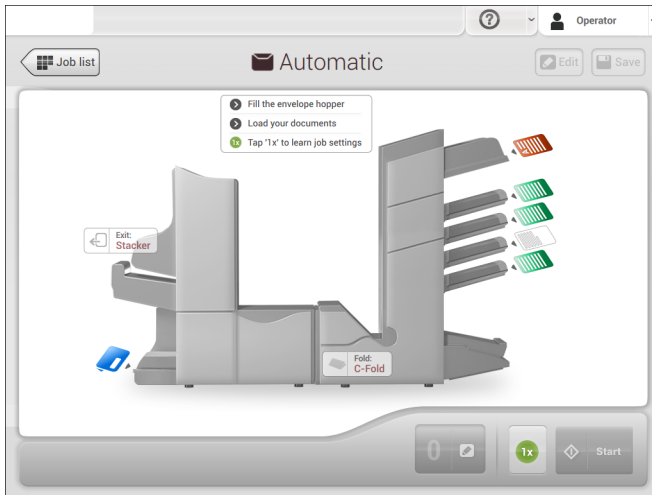 Operator
Job list
Automatic
Edit
Save
Fill the envelope hopper
Load your documents
1x Tap '1x' to learn job settings
Exit:
Stacker
Fold:
C-Fold
0
1x
Start